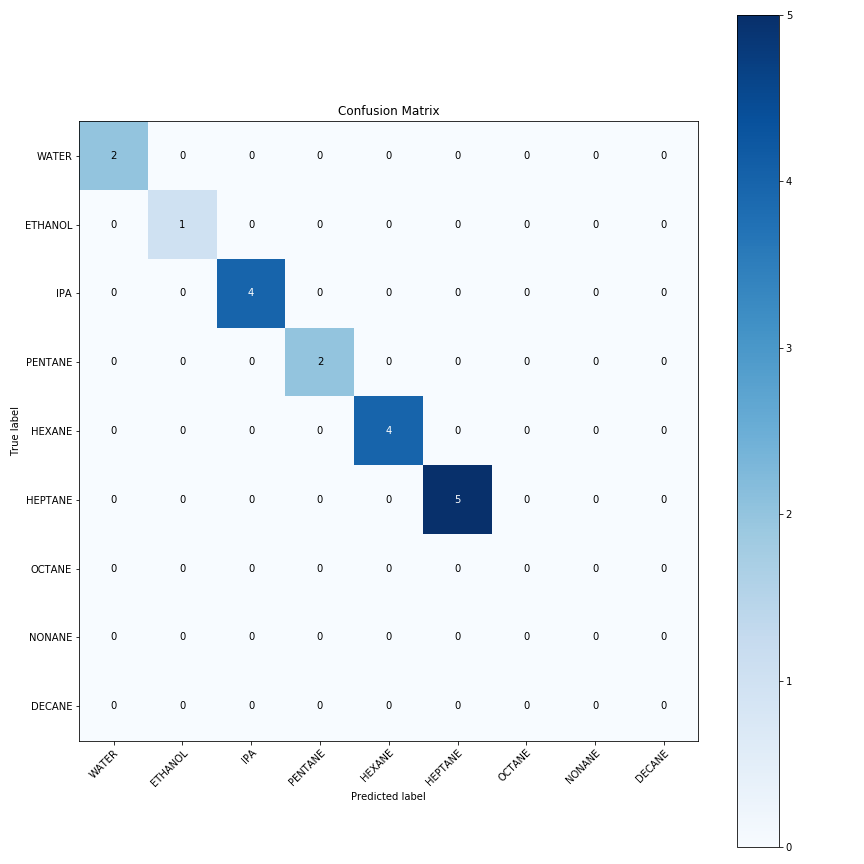 Confusion Matrix
True label
WATER 2 0 0 0 0 0 0 0 0
ETHANOL 0 1 0 0 0 0 0 0 0
IPA 0 0 4 0 0 0 0 0 0
PENTANE 0 0 0 2 0 0 0 0 0
HEXANE 0 0 0 0 4 0 0 0 0
HEPTANE 0 0 0 0 0 5 0 0 0
OCTANE 0 0 0 0 0 0 0 0 0
NONANE 0 0 0 0 0 0 0 0 0
DECANE 0 0 0 0 0 0 0 0 0
WATER ETHANOL IPA PENTANE HEXANE HEPTANE OCTANE NONANE DECANE
Predicted label
5
4
3
2
1
0